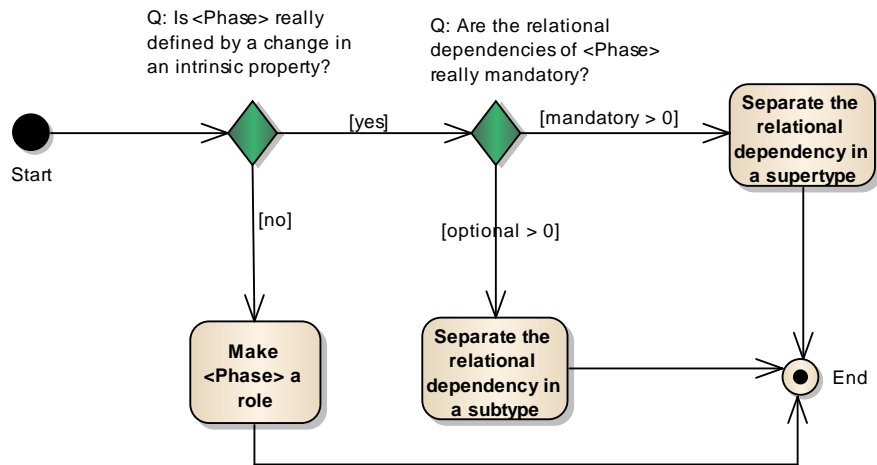 Q: Is <Phase> really
defined by a change in
an intrinsic property?
Q: Are the relational
dependencies of <Phase>
really mandatory?
Start
[yes]
[mandatory > 0]
Separate the
relational
dependency in
a supertype
[no]
[optional > 0]
Make
<Phase> a
role
Separate the
relational
dependency in
a subtype
End